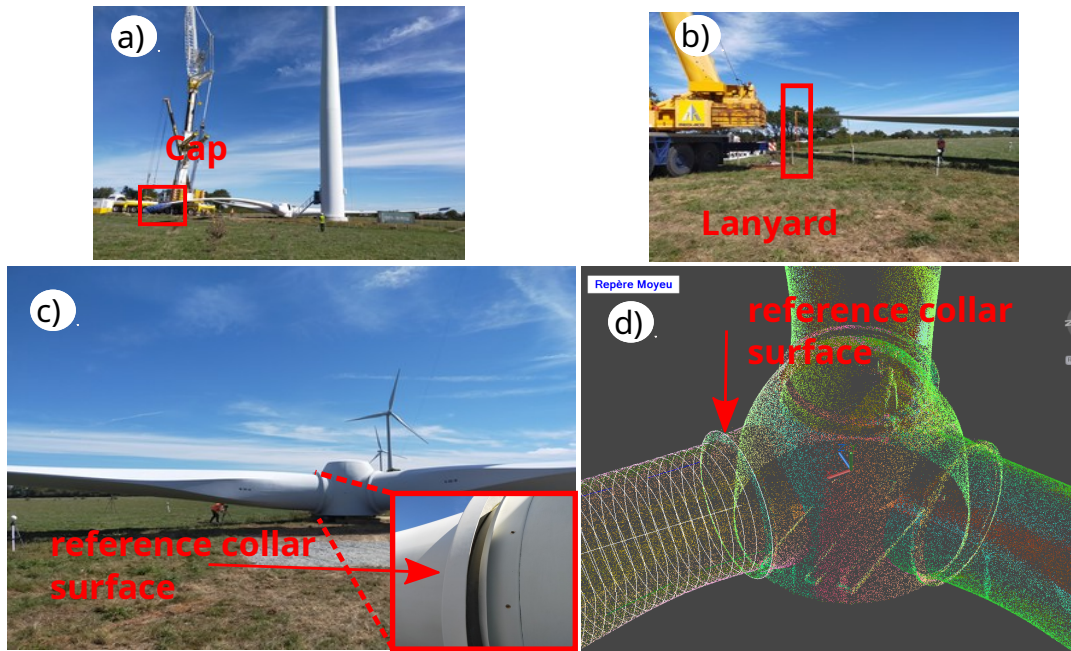 a)
Cap
b)
Lanyard
c)
reference collar
surface
Repère Moyeu
d)
reference collar
surface